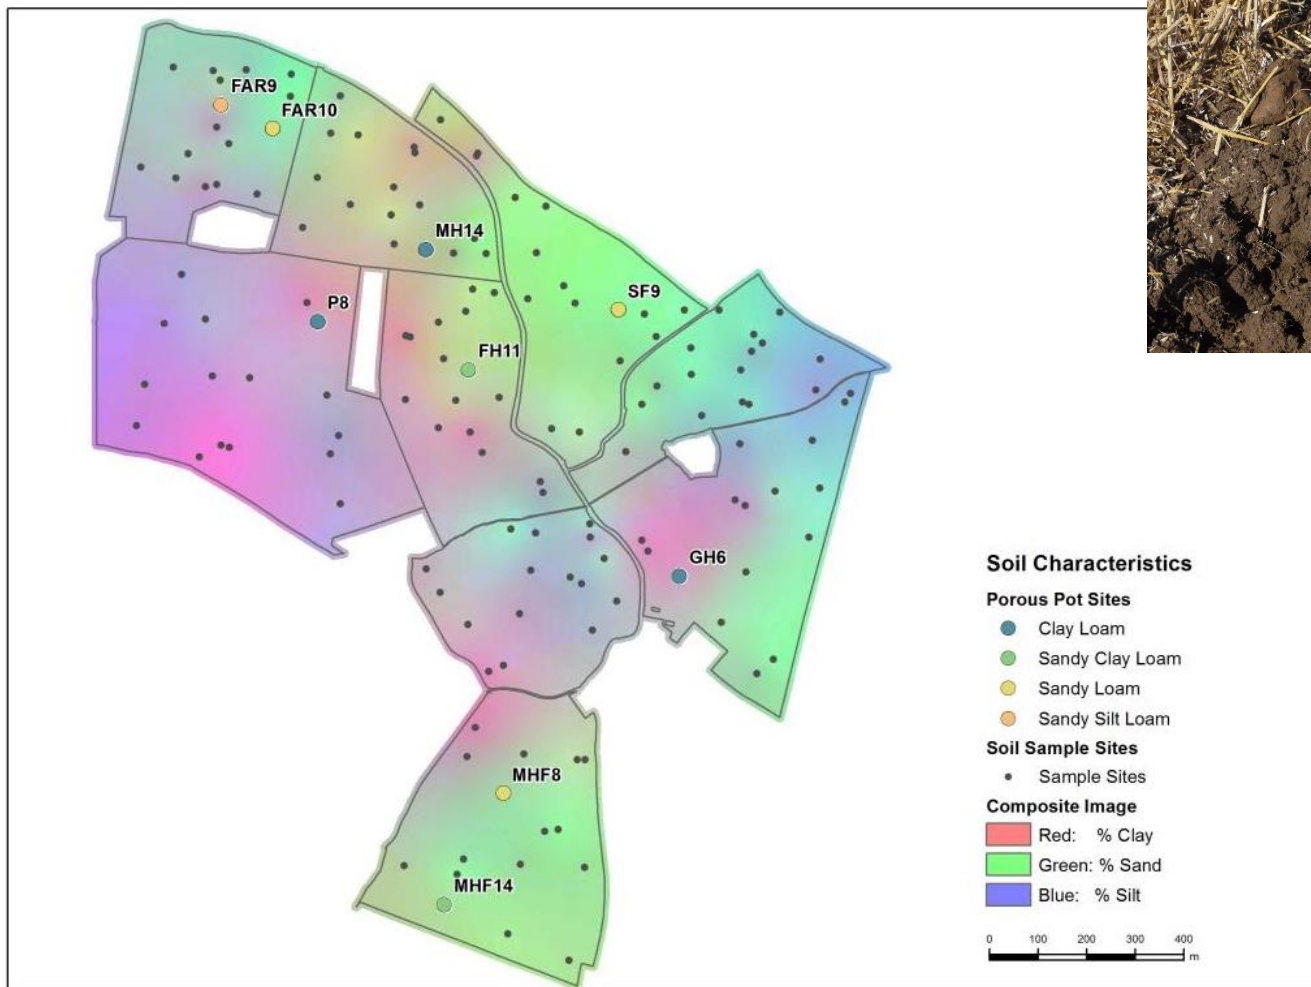 FAR9
FAR10
MH14
P8
SF9
FH11
GH6
MHF8
MHF14
Soil Characteristics
Porous Pot Sites
Clay Loam
Sandy Clay Loam
Sandy Loam
Sandy Silt Loam
Soil Sample Sites
Sample Sites
Composite Image
Red: % Clay
Green: % Sand
Blue: % Silt
0 100 200 300 400
m